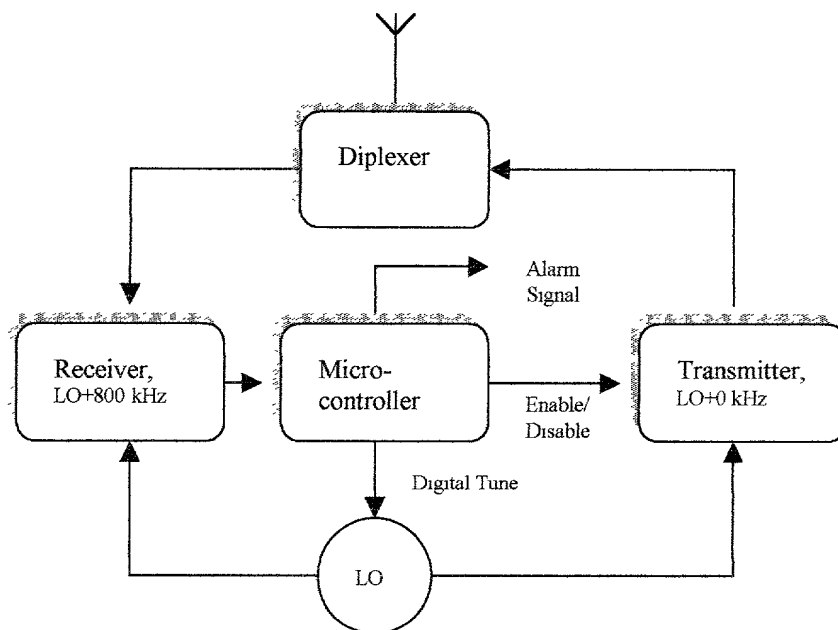 Diplexer
Alarm
Signal
Receiver,
LO+800 kHz
Micro-
controller
Enable/
Disable
Transmitter,
LO+0 kHz
Digital Tune
LO